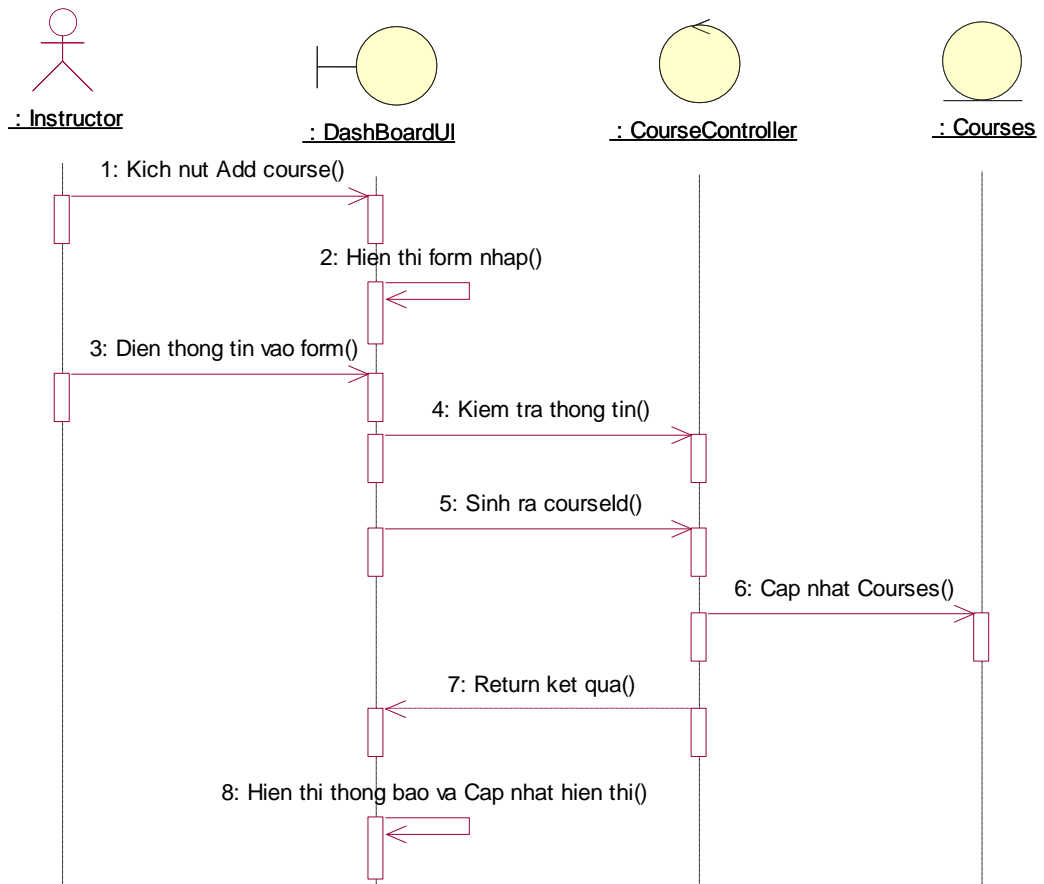 : Instructor
: DashBoardUI
: CourseController
: Courses
1: Kich nut Add course()
2: Hien thi form nhap()
3: Dien thong tin vao form()
4: Kiem tra thong tin()
5: Sinh ra courseId()
6: Cap nhat Courses()
7: Return ket qua()
8: Hien thi thong bao va Cap nhat hien thi()